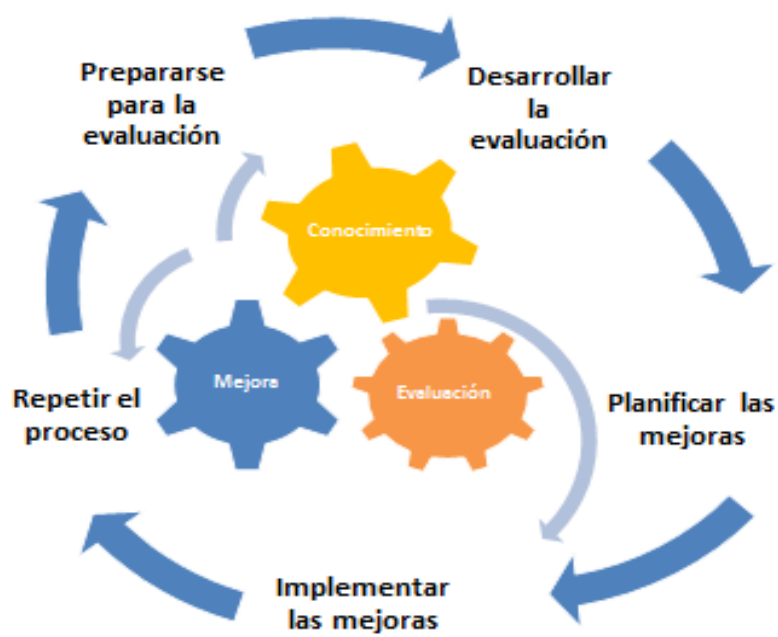 Prepararse
para la
evaluación
Desarrollar
la
evaluación
Conocimiento
Mejora
Evaluación
Repetir el
proceso
Planificar las
mejoras
Implementar
las mejoras